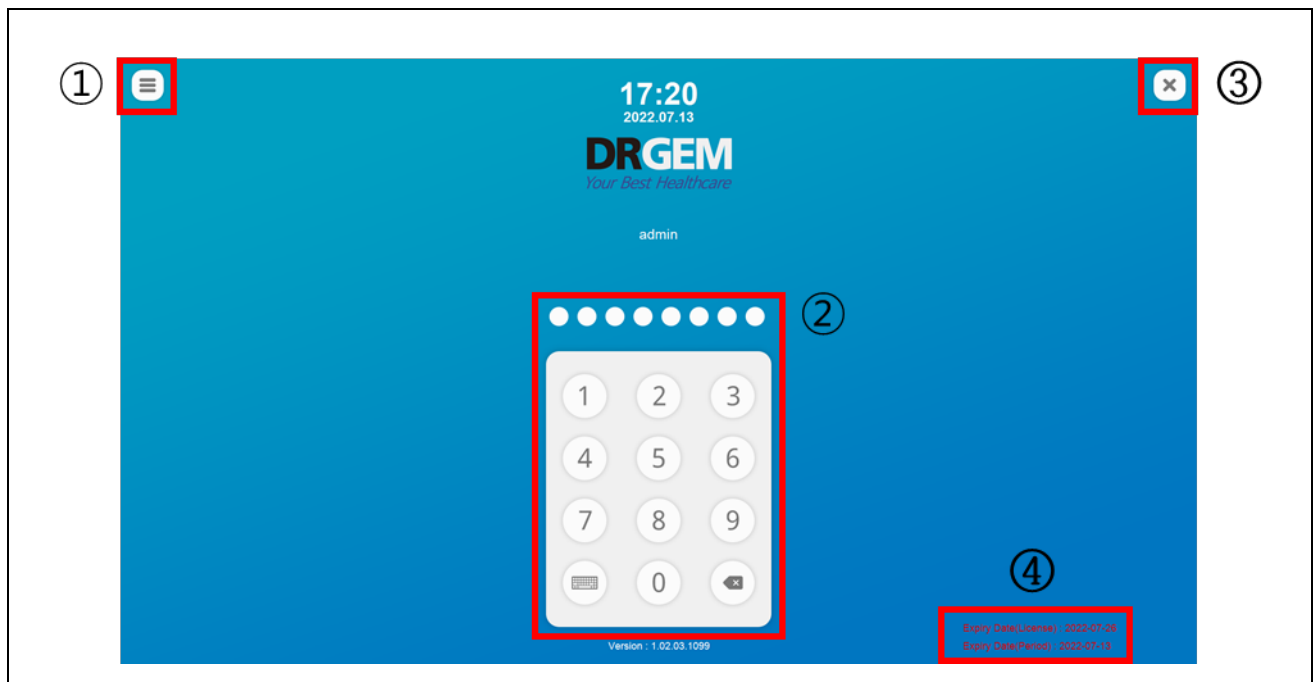 ①
③
17:20
2022.07.13
DRGEM
Your Best Healthcare
admin
②
1 2 3
4 5 6
7 8 9
0
④
Expiry Date(License) : 2022-07-26
Expiry Date(Period) : 2022-07-13
Version : 1.02.03.1099